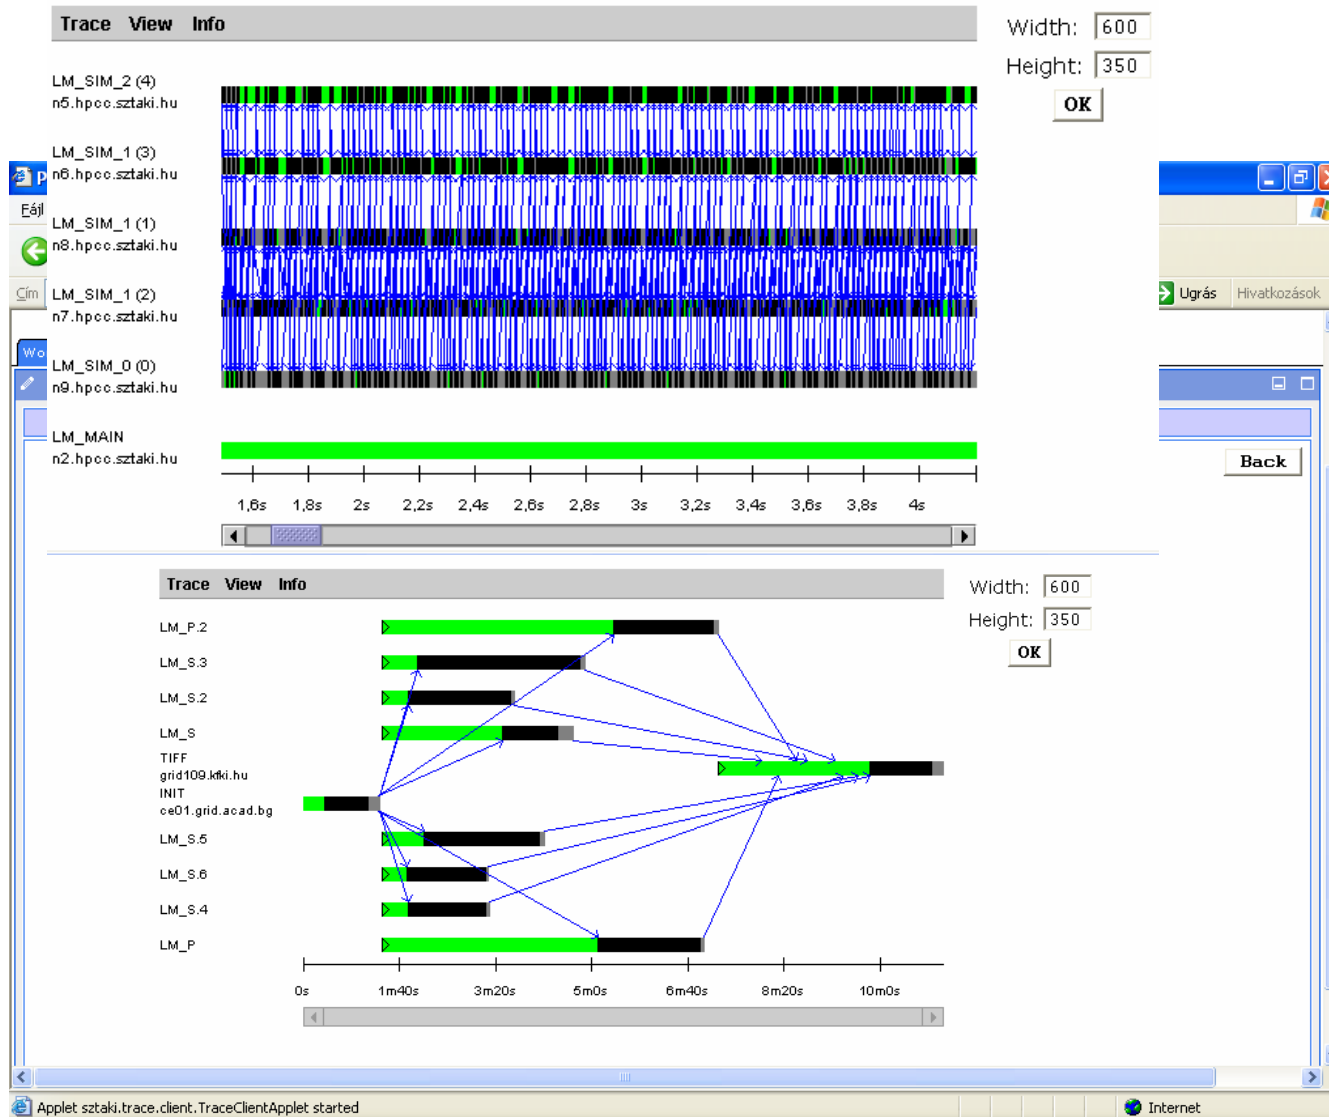 Trace View Info
Width: 600
Height: 350
OK
LM_SIM_2 (4)
n5.hpcc.sztaki.hu
LM_SIM_1 (3)
n6.hpcc.sztaki.hu
LM_SIM_1 (1)
n8.hpcc.sztaki.hu
LM_SIM_1 (2)
n7.hpcc.sztaki.hu
LM_SIM_0 (0)
n9.hpcc.sztaki.hu
LM_MAIN
n2.hpcc.sztaki.hu
1,6s 1,8s 2s 2,2s 2,4s 2,6s 2,8s 3s 3,2s 3,4s 3,6s 3,8s 4s
P
Fájl
Cím
Ugrás Hivatkozások
Wo
Back
Trace View Info
Width: 600
Height: 350
OK
LM_P.2
LM_S.3
LM_S.2
LM_S
TIFF
grid109.kfki.hu
INIT
ce01.grid.acad.bg
LM_S.5
LM_S.6
LM_S.4
LM_P
0s 1m40s 3m20s 5m0s 6m40s 8m20s 10m0s
Applet sztaki.trace.client.TraceClientApplet started
Internet